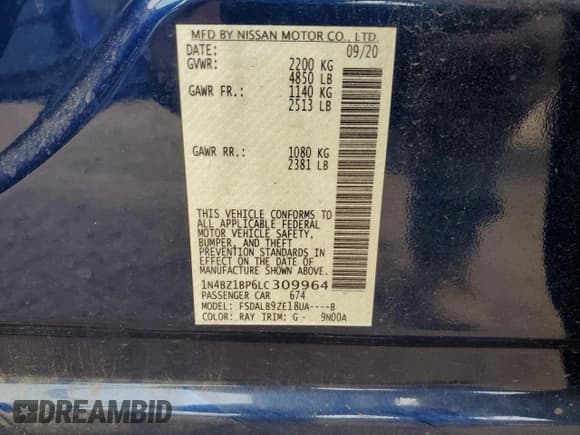 MFD BY NISSAN MOTOR CO., LTD.
DATE: 09/20
GVWR: 2200 KG
4850 LB
GAWR FR.: 1140 KG
2513 LB
GAWR RR.: 1080 KG
2381 LB
THIS VEHICLE CONFORMS TO
ALL APPLICABLE FEDERAL
MOTOR VEHICLE SAFETY,
BUMPER, AND THEFT
PREVENTION STANDARDS IN
EFFECT ON THE DATE OF
MANUFACTURE SHOWN ABOVE.
1N4BZ1BP6LC309964
PASSENGER CAR 674
MODEL: FSDALB9ZE18UA----B
COLOR: RAY TRIM: G - 9N00A
DREAMBID